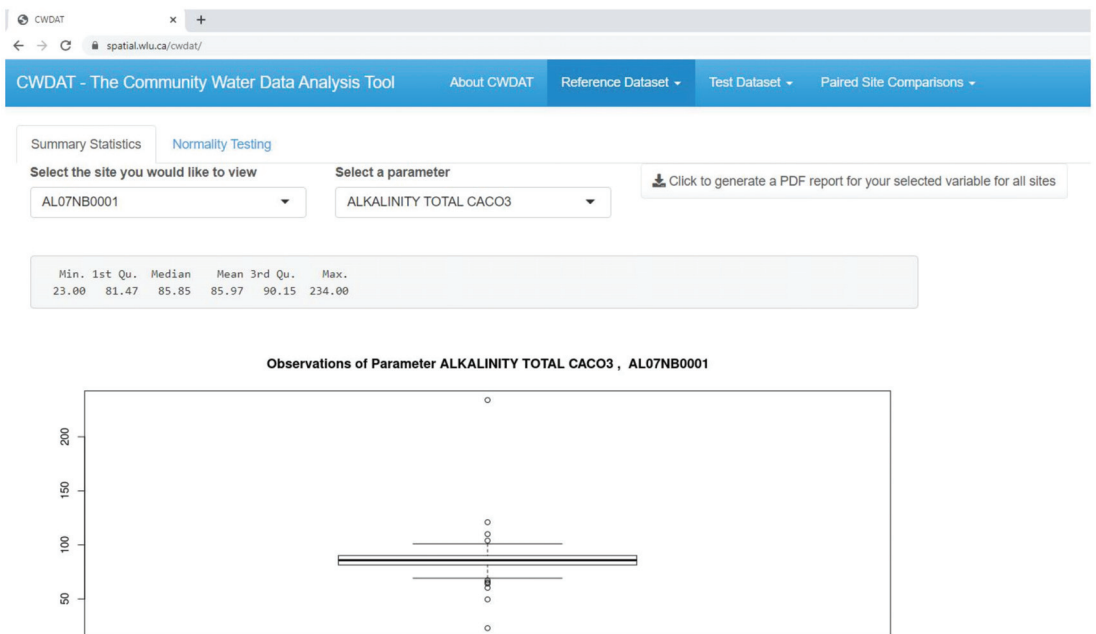 CWDAT
spatial.wlu.ca/cwdat/
CWDAT - The Community Water Data Analysis Tool About CWDAT Reference Dataset Test Dataset Paired Site Comparisons
Summary Statistics Normality Testing
Select the site you would like to view Select a parameter Click to generate a PDF report for your selected variable for all sites
AL07NB0001 ALKALINITY TOTAL CACO3
Min. 1st Qu. Median Mean 3rd Qu. Max.
23.00 81.47 85.85 85.97 90.15 234.00
Observations of Parameter ALKALINITY TOTAL CACO3 , AL07NB0001
200
150
100
50